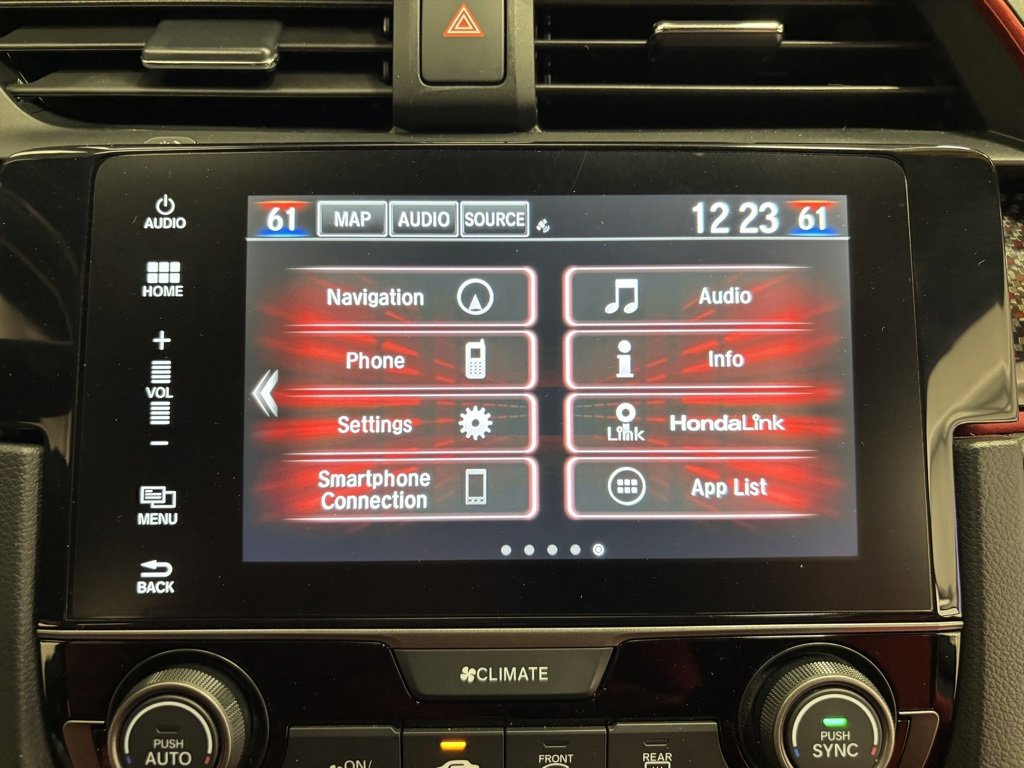 AUDIO
HOME
+
VOL
−
MENU
BACK
61 MAP AUDIO SOURCE 12 23 61
Navigation
Audio
Phone
Info
Settings
Link HondaLink
Smartphone
Connection
App List
CLIMATE
PUSH
AUTO
ON/
FRONT
REAR
PUSH
SYNC